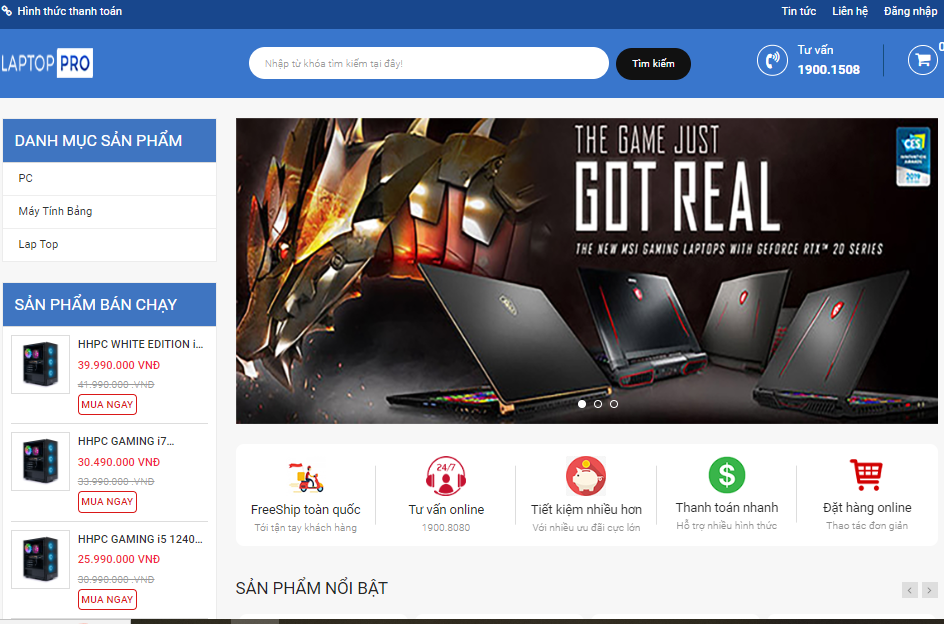 Hình thức thanh toán
Tin tức Liên hệ Đăng nhập
LAPTOP PRO
Nhập từ khóa tìm kiếm tại đây!
Tìm kiếm
Tư vấn
1900.1508
0
DANH MỤC SẢN PHẨM
PC
Máy Tính Bảng
Lap Top
SẢN PHẨM BÁN CHẠY
HHPC WHITE EDITION i...
39.990.000 VNĐ
41.990.000 .VNĐ
MUA NGAY
HHPC GAMING i7...
30.490.000 VNĐ
33.990.000 .VNĐ
MUA NGAY
HHPC GAMING i5 1240...
25.990.000 VNĐ
30.990.000 .VNĐ
MUA NGAY
THE GAME JUST
GOT REAL
THE NEW MSI GAMING LAPTOPS WITH GEFORCE RTX™ 20 SERIES
CES
INNOVATION
AWARDS
2019
FreeShip toàn quốc
Tới tận tay khách hàng
24/7
Tư vấn online
1900.8080
Tiết kiệm nhiều hơn
Với nhiều ưu đãi cực lớn
$
Thanh toán nhanh
Hỗ trợ nhiều hình thức
Đặt hàng online
Thao tác đơn giản
SẢN PHẨM NỔI BẬT